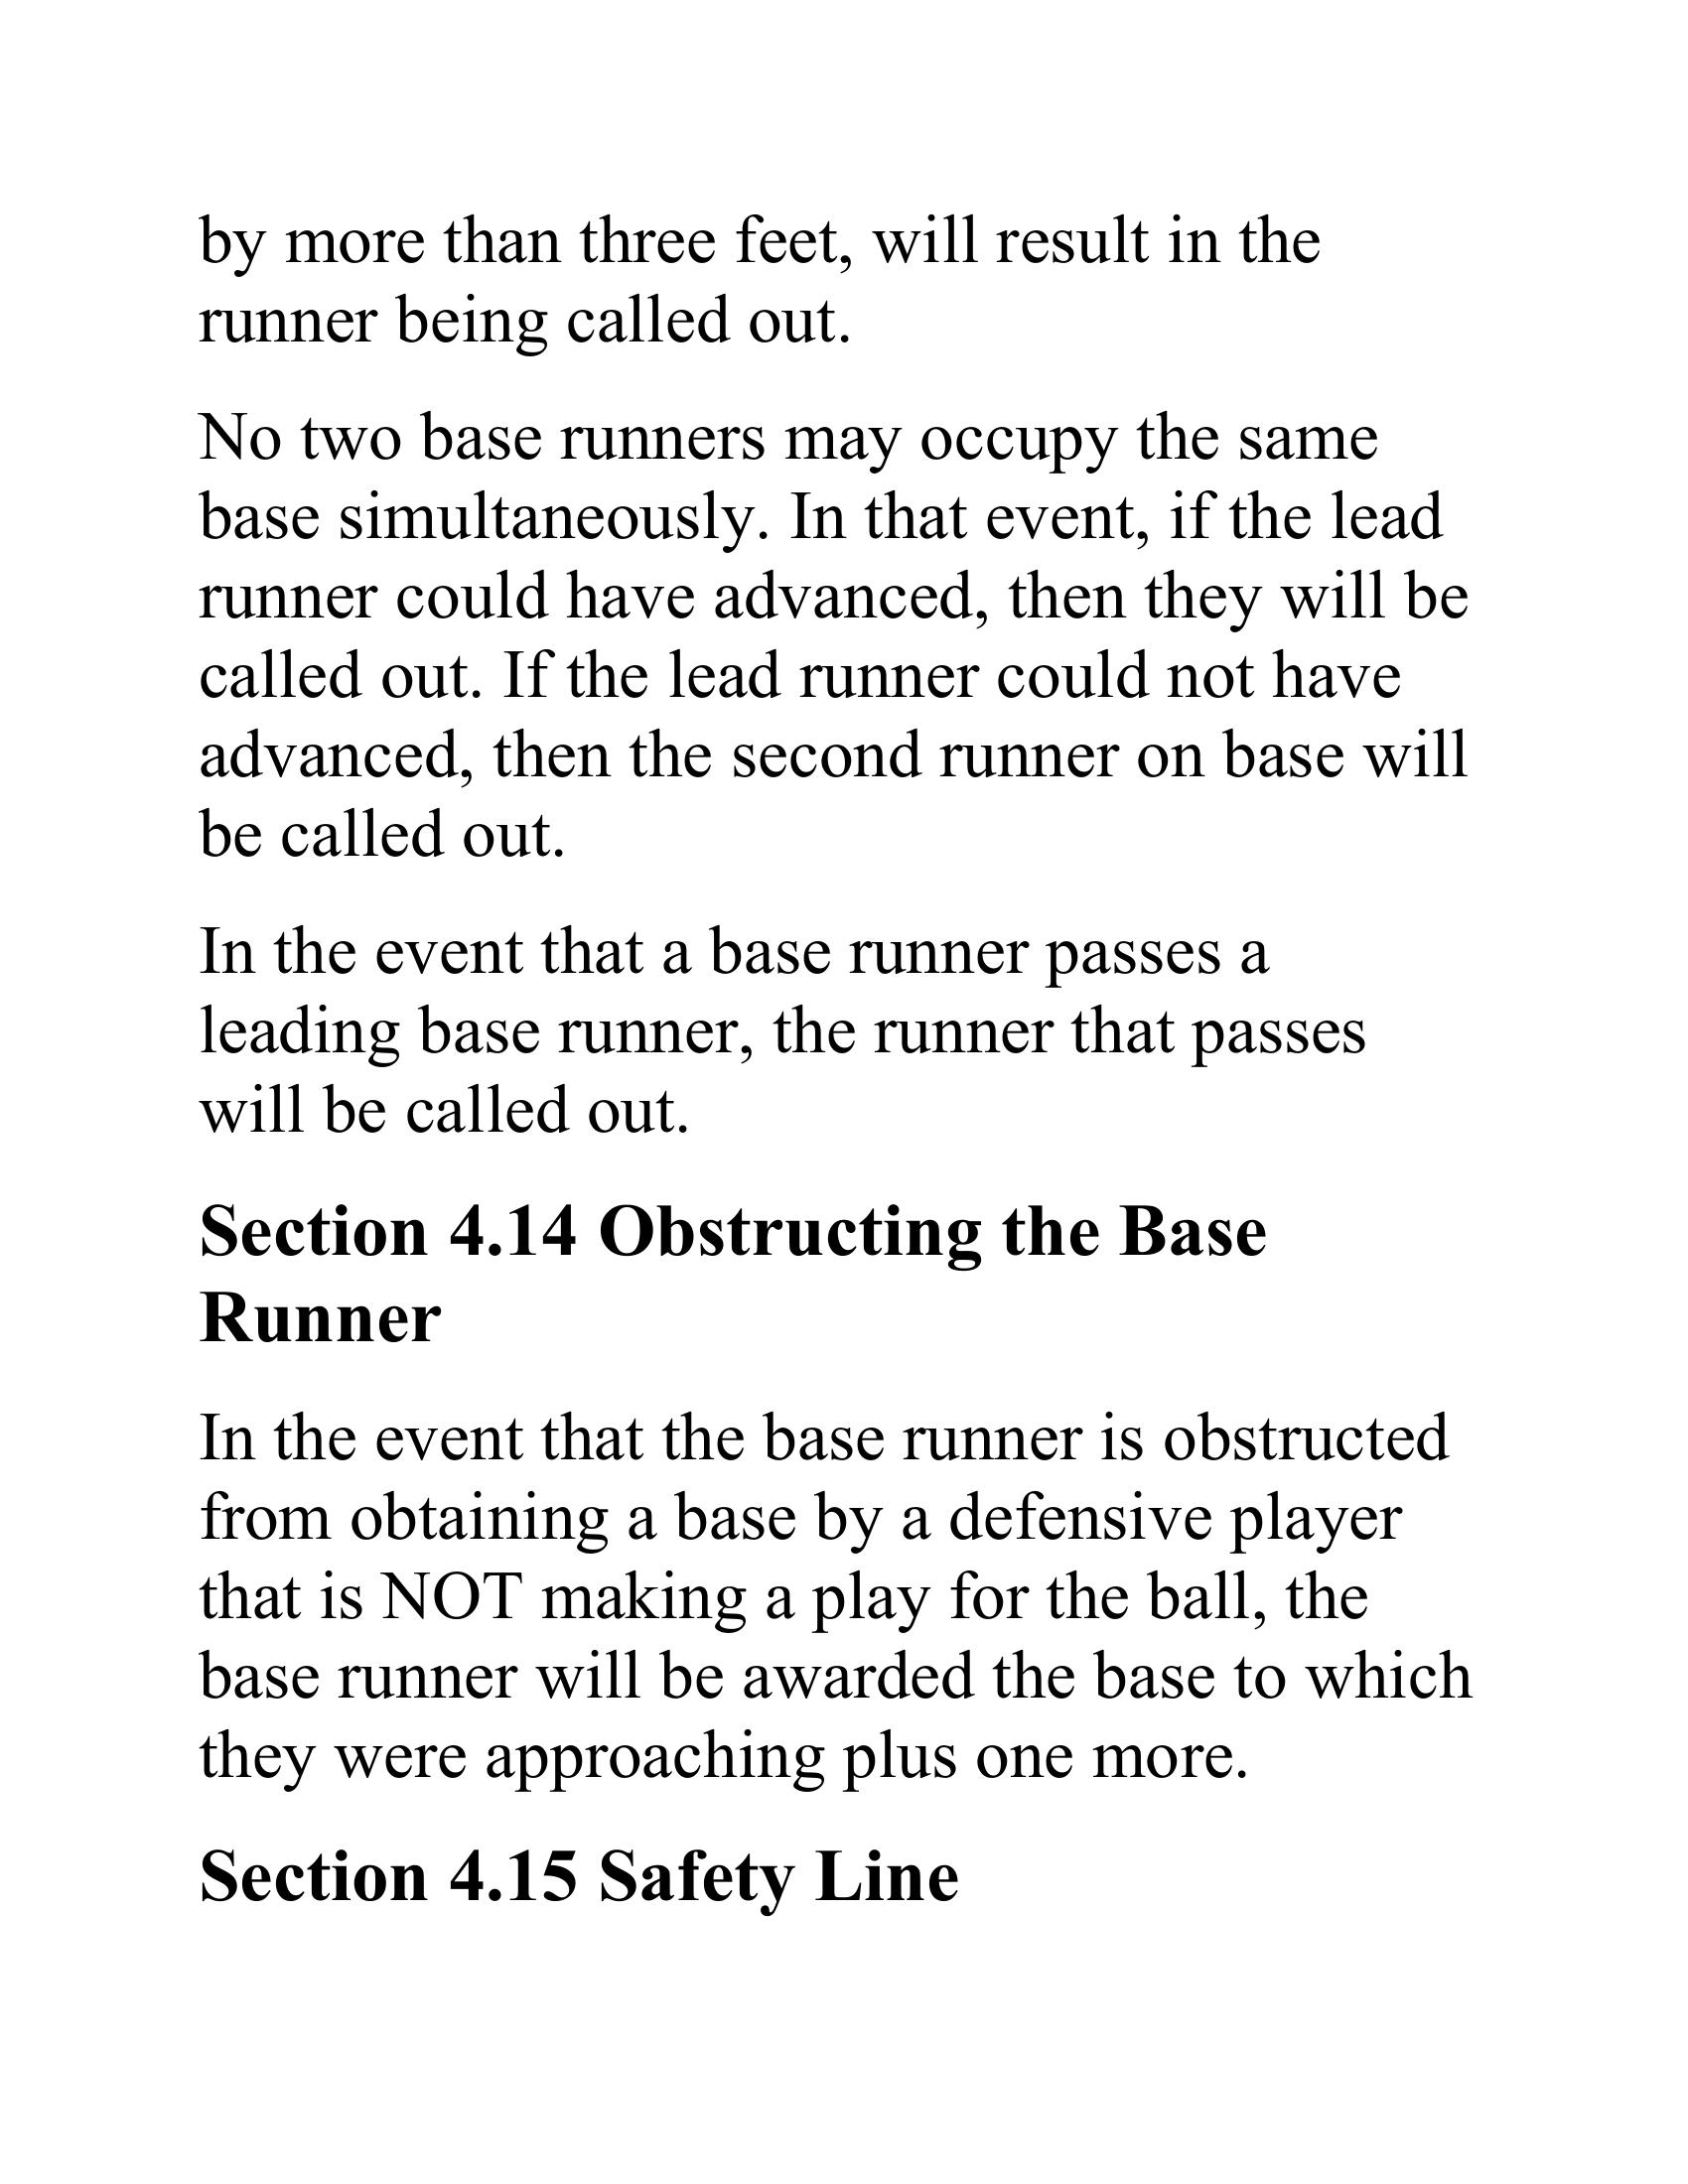 by more than three feet, will result in the
runner being called out.
No two base runners may occupy the same
base simultaneously. In that event, if the lead
runner could have advanced, then they will be
called out. If the lead runner could not have
advanced, then the second runner on base will
be called out.
In the event that a base runner passes a
leading base runner, the runner that passes
will be called out.
Section 4.14 Obstructing the Base
Runner
In the event that the base runner is obstructed
from obtaining a base by a defensive player
that is NOT making a play for the ball, the
base runner will be awarded the base to which
they were approaching plus one more.
Section 4.15 Safety Line